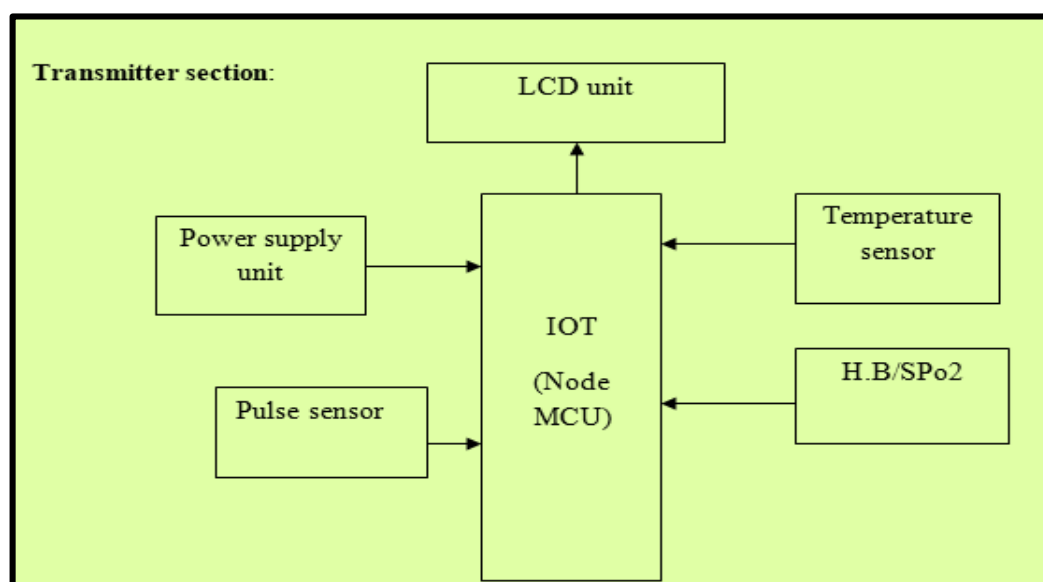 Transmitter section:
LCD unit
Power supply
unit
Temperature
sensor
IOT
(Node
MCU)
H.B/SPo2
Pulse sensor